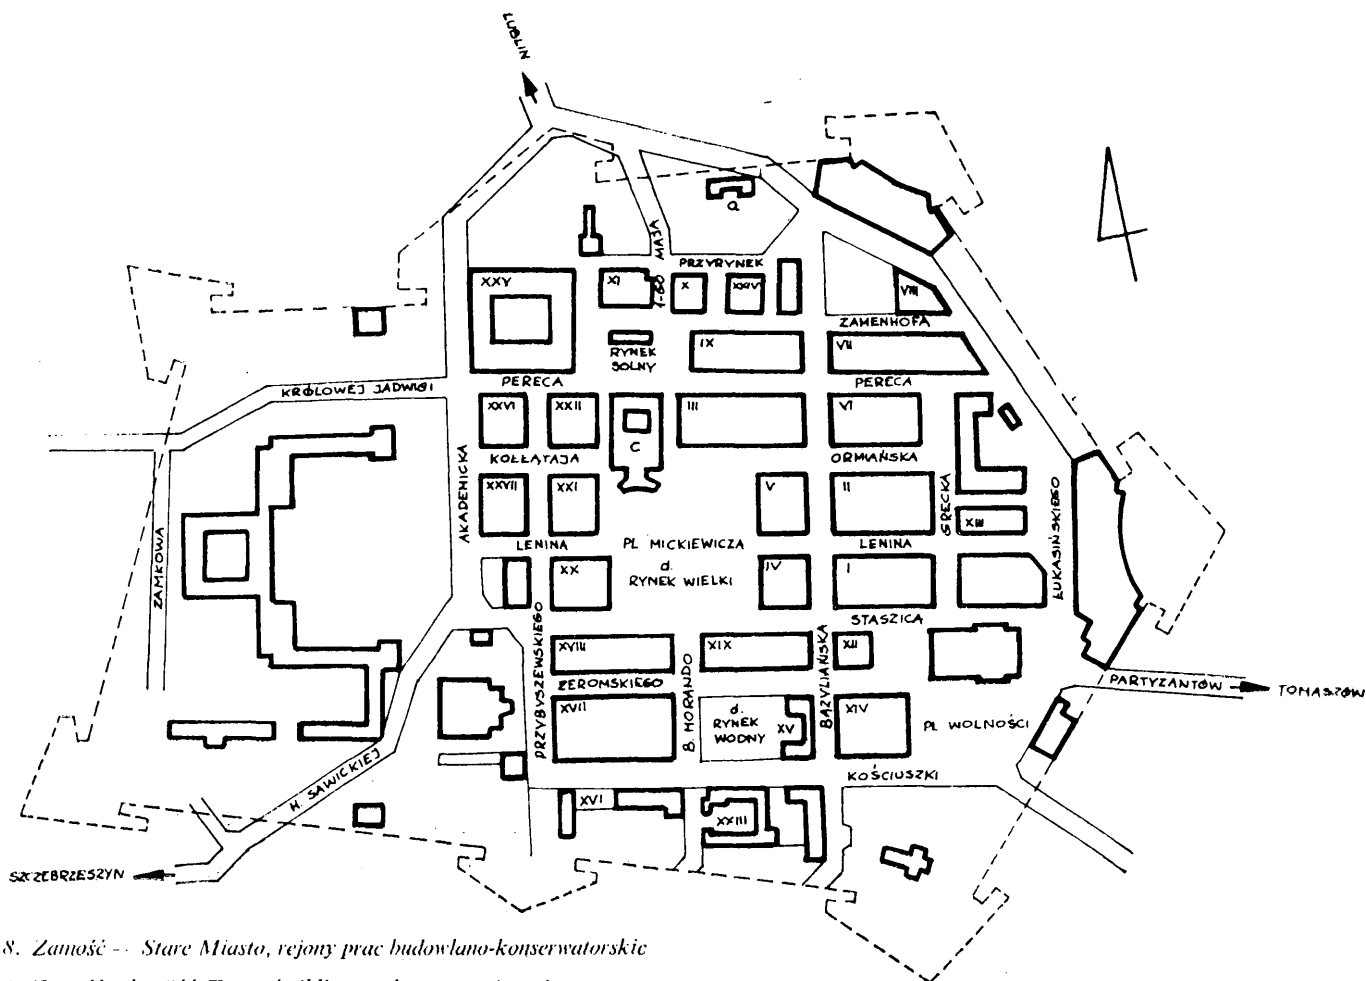 LUBLIN
1-GO MAJA
a
PRZYRYNEK
XXV
XI
X
XXIV
VIII
ZAMENHOFA
RYNEK
SOLNY
IX
VII
PERECA
PERECA
KRÓLOWEJ JADWIGI
XXVI
XXII
C
III
VI
KOŁŁĄTAJA
ORMIAŃSKA
AKADEMICKA
XXVII
XXI
V
II
GRECKA
XIII
ŁUKASIŃSKIEGO
ZAMKOWA
LENINA
PL MICKIEWICZA
d.
RYNEK WIELKI
LENINA
XX
IV
I
STASZICA
PRZYBYSZEWSKIEGO
XVIII
XIX
BAZYLIAŃSKA
XII
ŻEROMSKIEGO
B. MORANDO
PARTYZANTÓW
TOMASZÓW
XVII
d.
RYNEK
WODNY
XV
XIV
PL WOLNOŚCI
H. SAWICKIEJ
KOŚCIUSZKI
XVI
XXIII
SZCZEBRZESZYN
8. Zamość — Stare Miasto, rejony prac budowlano-konserwatorskic